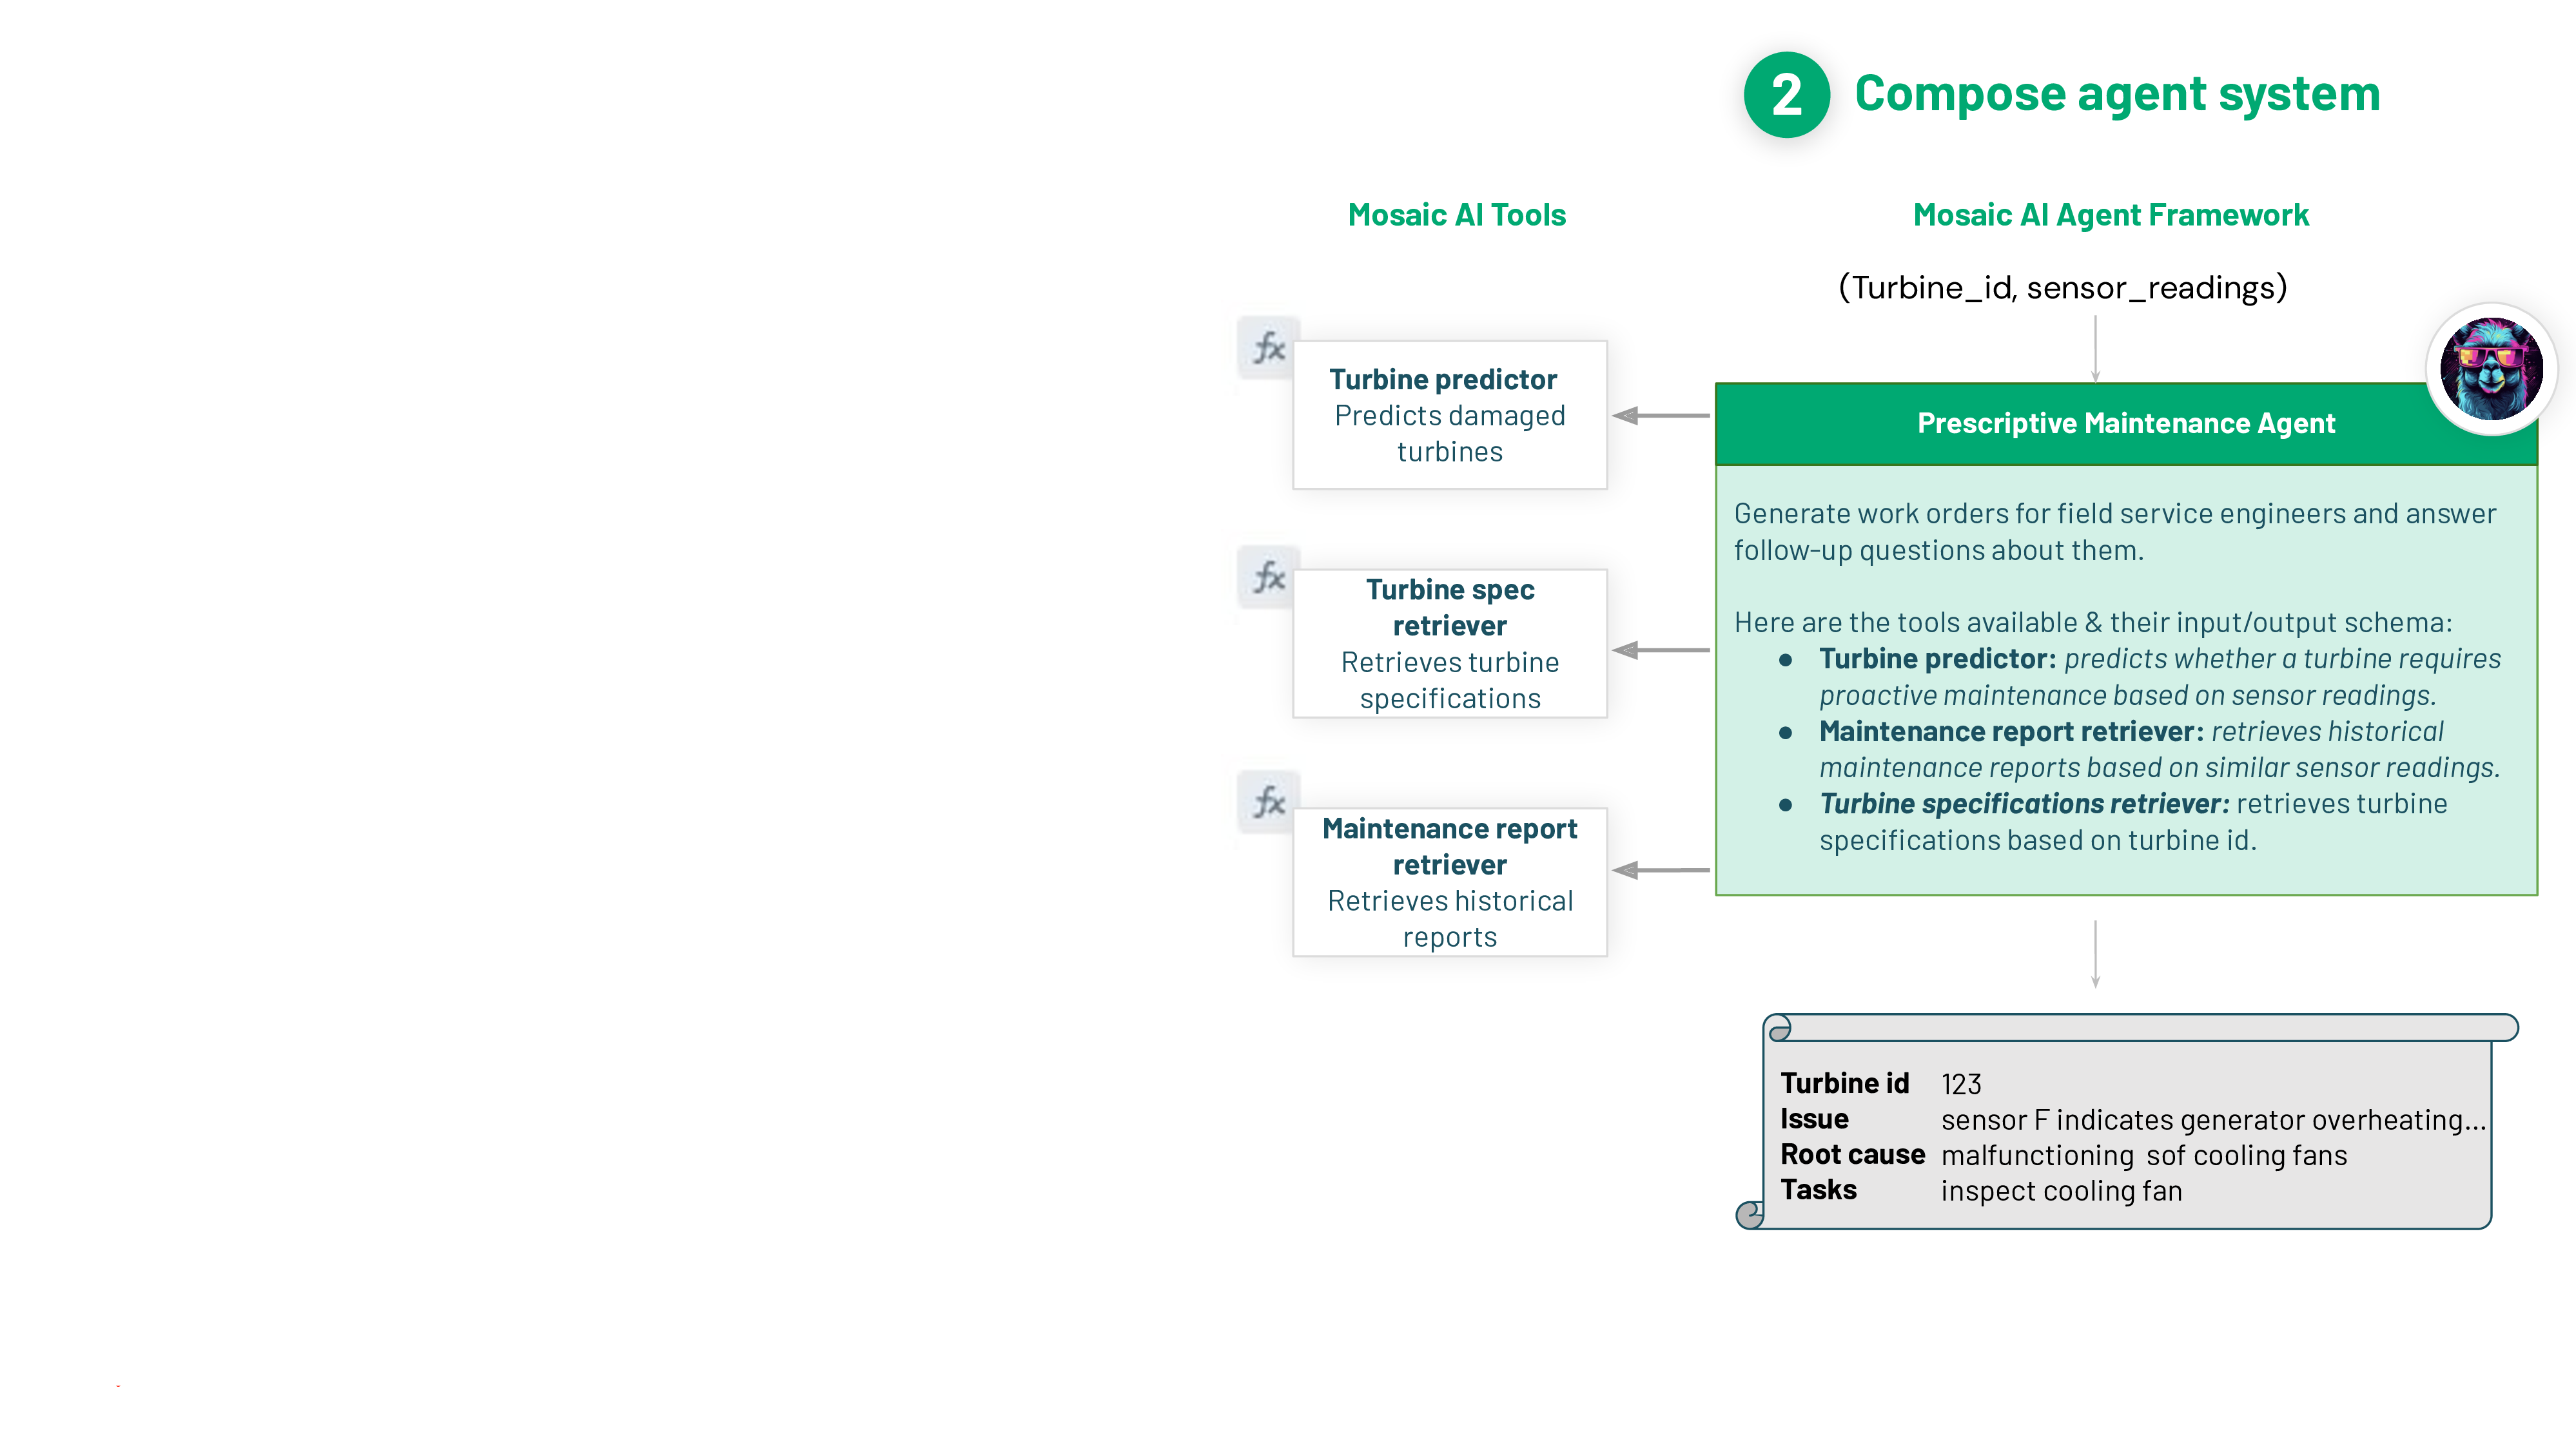 2 Compose agent system
Mosaic AI Tools
Mosaic AI Agent Framework
(Turbine_id, sensor_readings)
fx
Turbine predictor
Predicts damaged
turbines
fx
Turbine spec
retriever
Retrieves turbine
specifications
fx
Maintenance report
retriever
Retrieves historical
reports
Prescriptive Maintenance Agent
Generate work orders for field service engineers and answer
follow-up questions about them.
Here are the tools available & their input/output schema:
● Turbine predictor: predicts whether a turbine requires
proactive maintenance based on sensor readings.
● Maintenance report retriever: retrieves historical
maintenance reports based on similar sensor readings.
● Turbine specifications retriever: retrieves turbine
specifications based on turbine id.
Turbine id 123
Issue sensor F indicates generator overheating...
Root cause malfunctioning sof cooling fans
Tasks inspect cooling fan
-